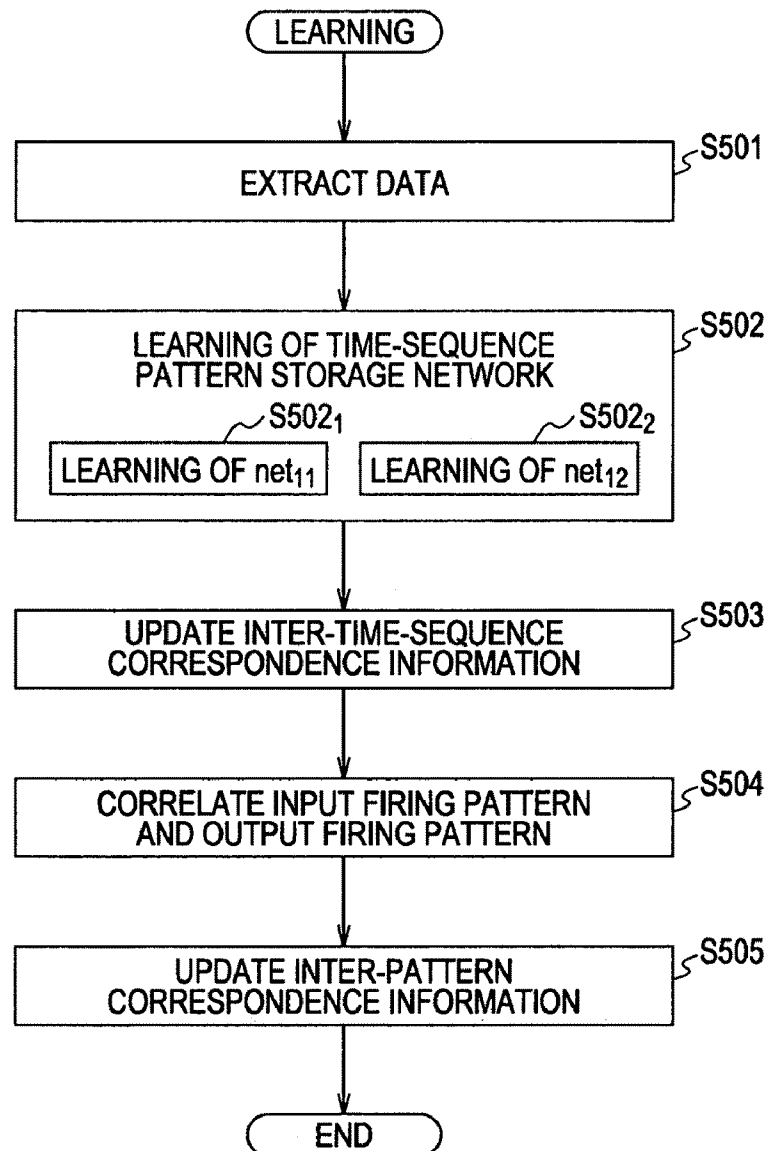 LEARNING
S501
EXTRACT DATA
S502
LEARNING OF TIME-SEQUENCE
PATTERN STORAGE NETWORK
S502₁
S502₂
LEARNING OF net₁₁
LEARNING OF net₁₂
S503
UPDATE INTER-TIME-SEQUENCE
CORRESPONDENCE INFORMATION
S504
CORRELATE INPUT FIRING PATTERN
AND OUTPUT FIRING PATTERN
S505
UPDATE INTER-PATTERN
CORRESPONDENCE INFORMATION
END